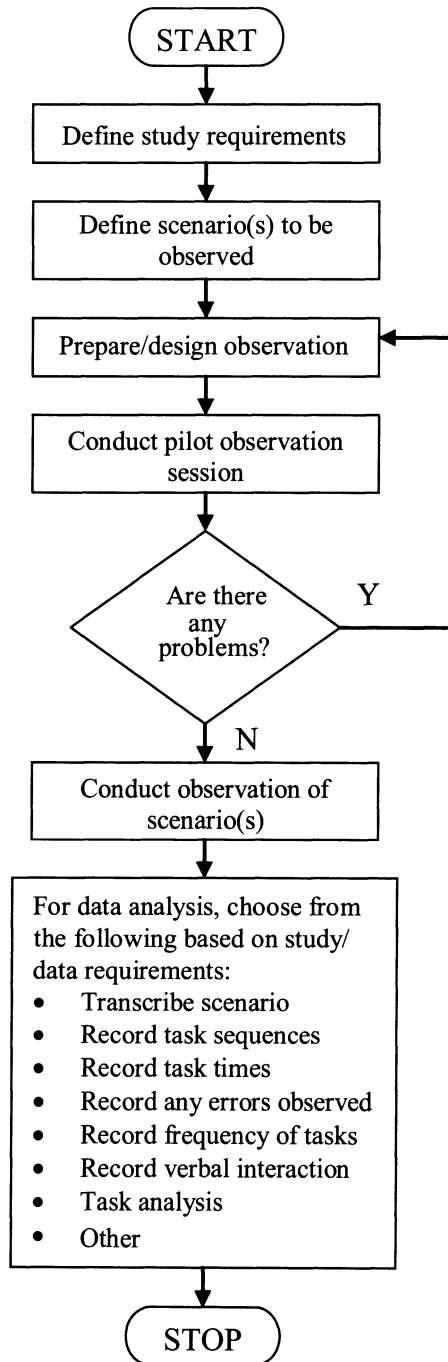 START
Define study requirements
Define scenario(s) to be
observed
Prepare/design observation
Conduct pilot observation
session
Are there
any
problems?
Y
N
Conduct observation of
scenario(s)
For data analysis, choose from
the following based on study/
data requirements:
• Transcribe scenario
• Record task sequences
• Record task times
• Record any errors observed
• Record frequency of tasks
• Record verbal interaction
• Task analysis
• Other
STOP